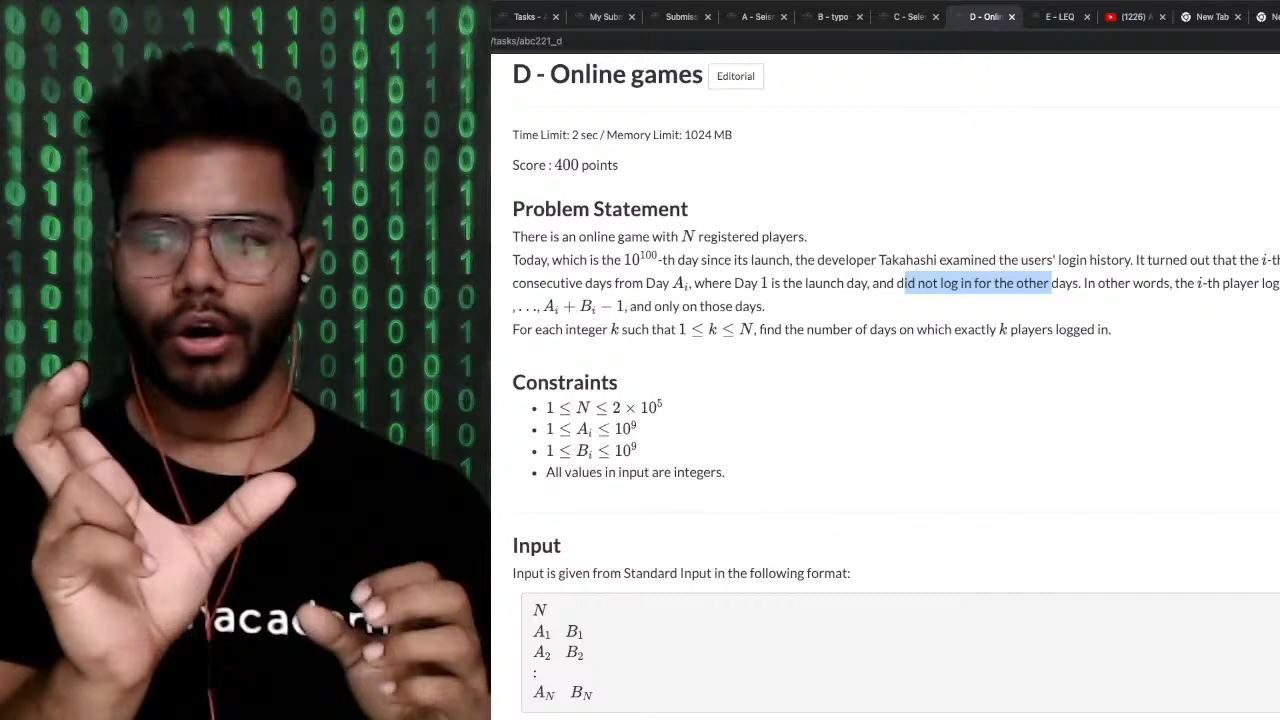 Tasks - A
My Subm
Submiss
A - Seis
B - typo
C - Sele
D - Onlin
E - LEQ
(1226)
New Tab
/tasks/abc221_d
D - Online games
Editorial
Time Limit: 2 sec / Memory Limit: 1024 MB
Score : 400 points
Problem Statement
There is an online game with N registered players.
Today, which is the 10^100-th day since its launch, the developer Takahashi examined the users' login history. It turned out that the i-th
consecutive days from Day A_i, where Day 1 is the launch day, and did not log in for the other days. In other words, the i-th player log
, …, A_i + B_i − 1, and only on those days.
For each integer k such that 1 ≤ k ≤ N, find the number of days on which exactly k players logged in.
Constraints
• 1 ≤ N ≤ 2 × 10^5
• 1 ≤ A_i ≤ 10^9
• 1 ≤ B_i ≤ 10^9
• All values in input are integers.
Input
Input is given from Standard Input in the following format:
N
A_1 B_1
A_2 B_2
:
A_N B_N